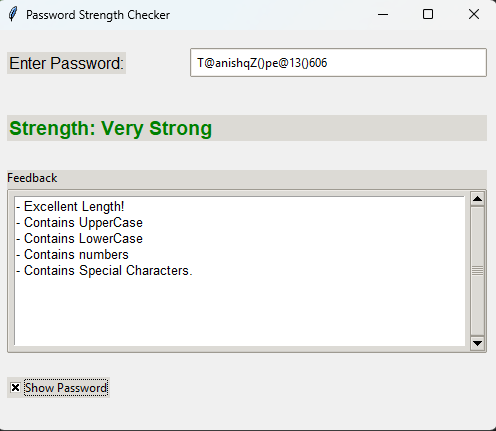 Password Strength Checker
Enter Password: T@anishqZ()pe@13()606
Strength: Very Strong
Feedback
- Excellent Length!
- Contains UpperCase
- Contains LowerCase
- Contains numbers
- Contains Special Characters.
Show Password